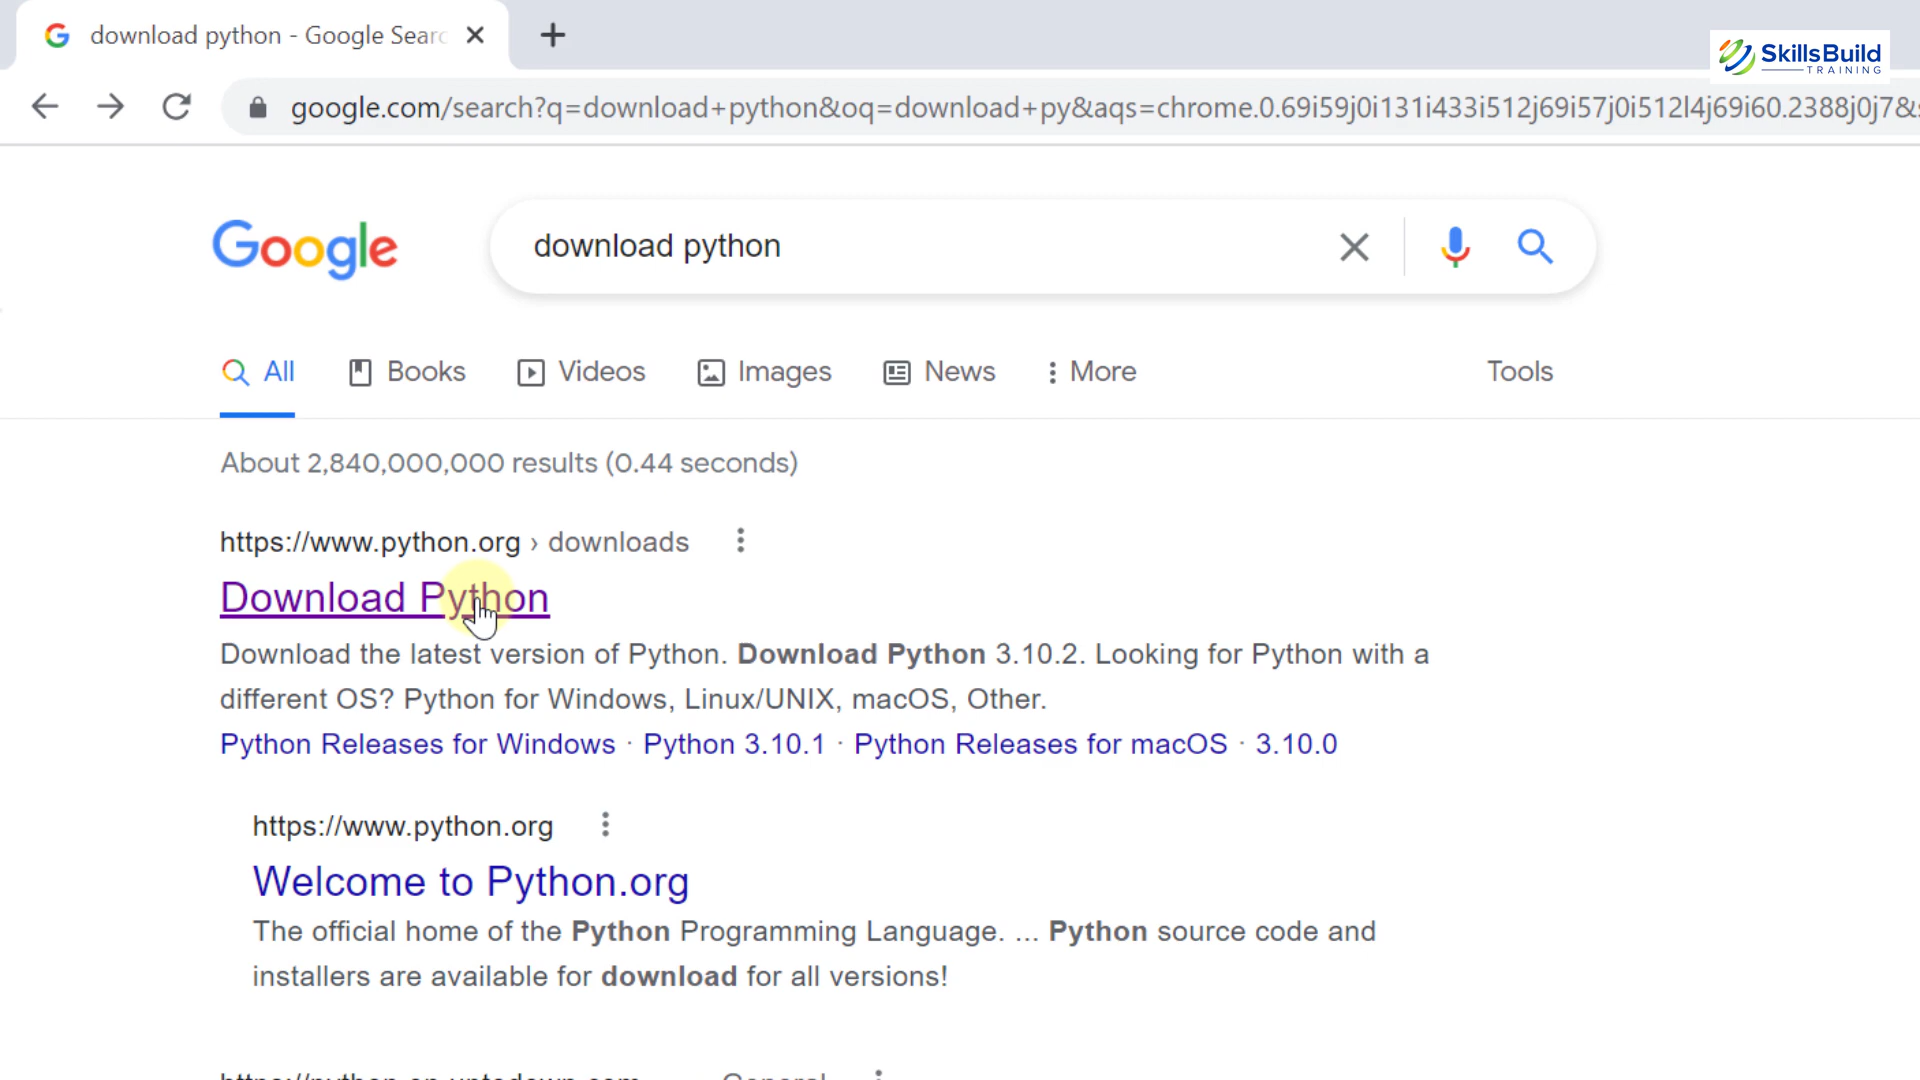 download python - Google Sear
SkillsBuild
TRAINING
google.com/search?q=download+python&oq=download+py&aqs=chrome.0.69i59j0i131i433i512j69i57j0i512l4j69i60.2388j0j7&
Google
download python
All Books Videos Images News More Tools
About 2,840,000,000 results (0.44 seconds)
https://www.python.org › downloads
Download Python
Download the latest version of Python. Download Python 3.10.2. Looking for Python with a
different OS? Python for Windows, Linux/UNIX, macOS, Other.
Python Releases for Windows · Python 3.10.1 · Python Releases for macOS · 3.10.0
https://www.python.org
Welcome to Python.org
The official home of the Python Programming Language. ... Python source code and
installers are available for download for all versions!